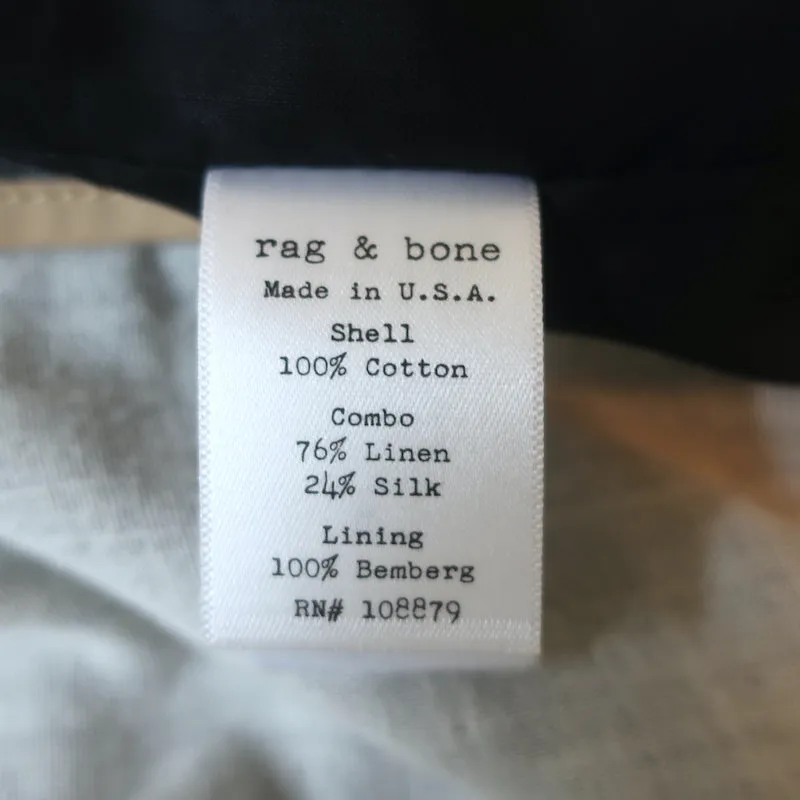 rag & bone
Made in U.S.A.
Shell
100% Cotton
Combo
76% Linen
24% Silk
Lining
100% Bemberg
RN# 108879